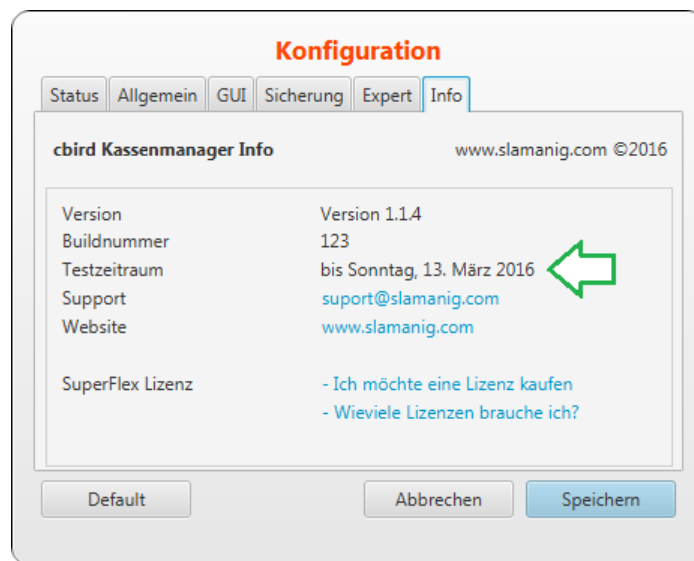 Konfiguration
Status Allgemein GUI Sicherung Expert Info
cbird Kassenmanager Info www.slamanig.com ©2016
Version Version 1.1.4
Buildnummer 123
Testzeitraum bis Sonntag, 13. März 2016
Support suport@slamanig.com
Website www.slamanig.com
SuperFlex Lizenz - Ich möchte eine Lizenz kaufen
- Wieviele Lizenzen brauche ich?
Default Abbrechen Speichern